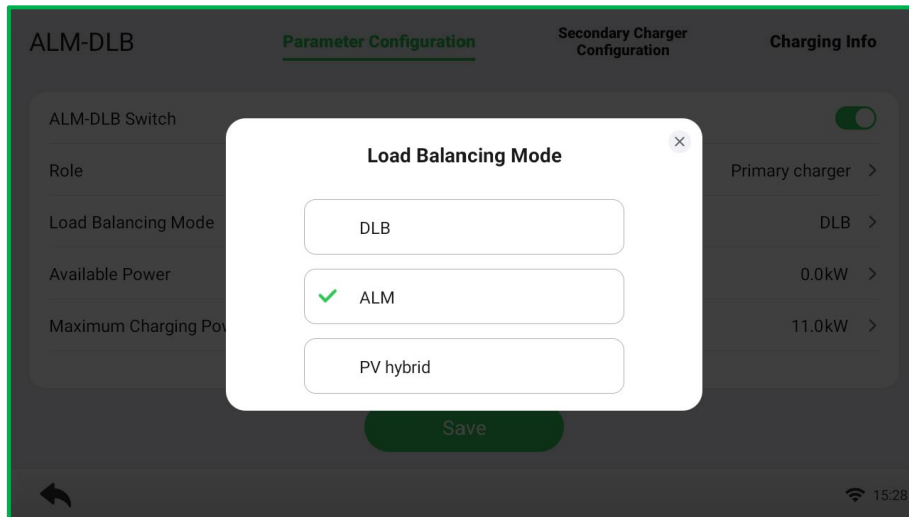 ALM-DLB
Parameter Configuration
Secondary Charger
Configuration
Charging Info
ALM-DLB Switch
Role
Primary charger
Load Balancing Mode
DLB
Available Power
0.0kW
Maximum Charging Pow
11.0kW
Load Balancing Mode
DLB
ALM
PV hybrid
Save
15:28